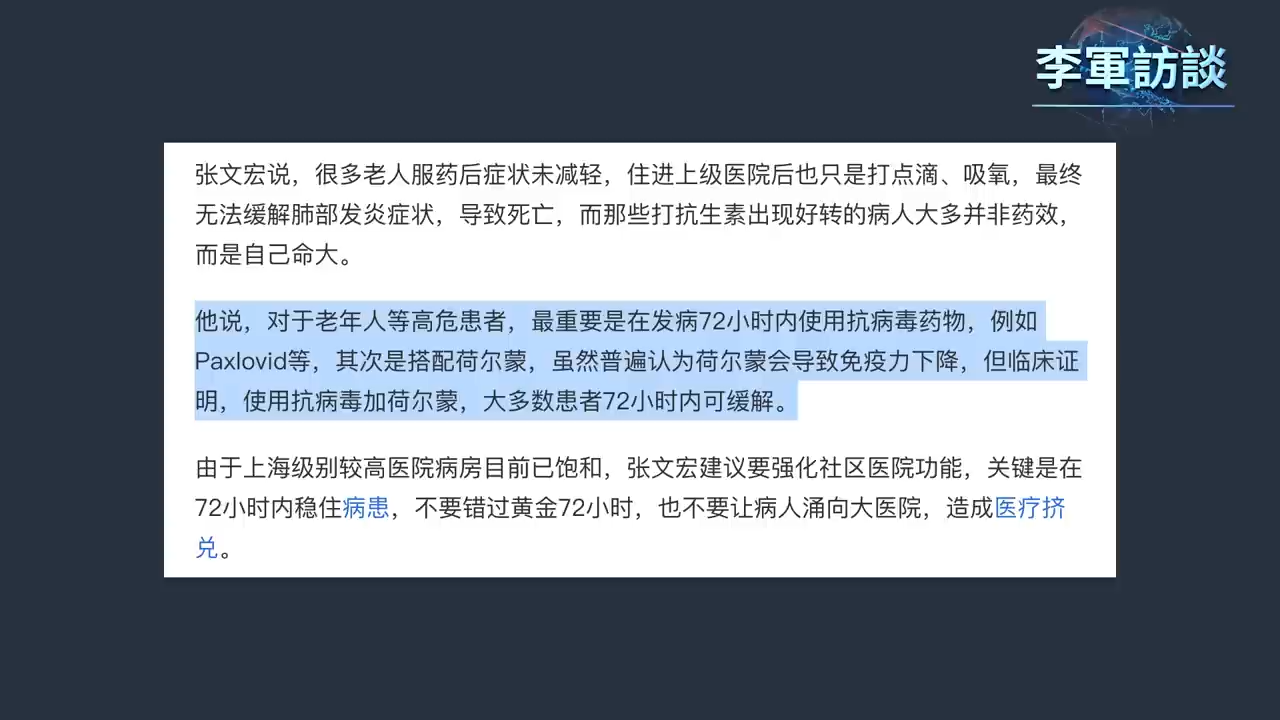 李軍訪談
张文宏说，很多老人服药后症状未减轻，住进上级医院后也只是打点滴、吸氧，最终
无法缓解肺部发炎症状，导致死亡，而那些打抗生素出现好转的病人大多并非药效，
而是自己命大。
他说，对于老年人等高危患者，最重要是在发病72小时内使用抗病毒药物，例如
Paxlovid等，其次是搭配荷尔蒙，虽然普遍认为荷尔蒙会导致免疫力下降，但临床证
明，使用抗病毒加荷尔蒙，大多数患者72小时内可缓解。
由于上海级别较高医院病房目前已饱和，张文宏建议要强化社区医院功能，关键是在
72小时内稳住病患，不要错过黄金72小时，也不要让病人涌向大医院，造成医疗挤
兑。